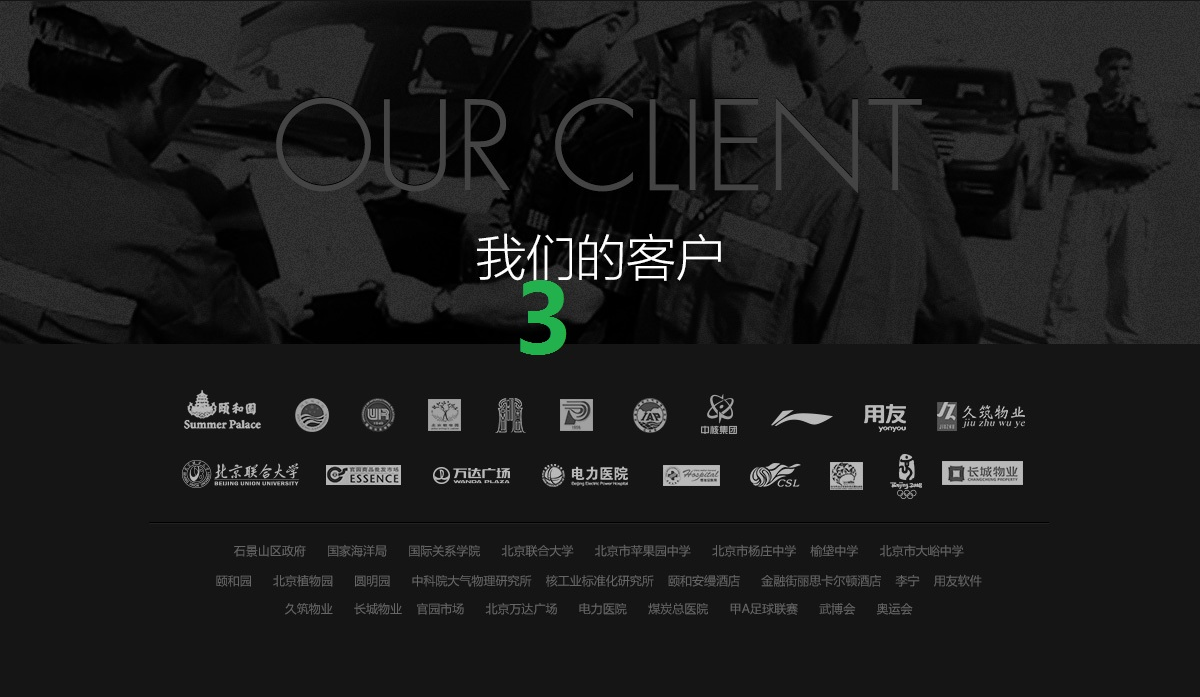 OUR CLIENT
我们的客户
3
颐和园
Summer Palace
UIR
中核集团
用友
yonyou
久筑物业
jiu zhu wu ye
北京联合大学
BEIJING UNION UNIVERSITY
官园商品批发市场
ESSENCE
万达广场
WANDA PLAZA
电力医院
Beijing Electric Power Hospital
Hospital
CSL
Beijing 2008
长城物业
CHANGCHENG PROPERTY
石景山区政府 国家海洋局 国际关系学院 北京联合大学 北京市苹果园中学 北京市杨庄中学 榆垡中学 北京市大峪中学
颐和园 北京植物园 圆明园 中科院大气物理研究所 核工业标准化研究所 颐和安缦酒店 金融街丽思卡尔顿酒店 李宁 用友软件
久筑物业 长城物业 官园市场 北京万达广场 电力医院 煤炭总医院 甲A足球联赛 武博会 奥运会